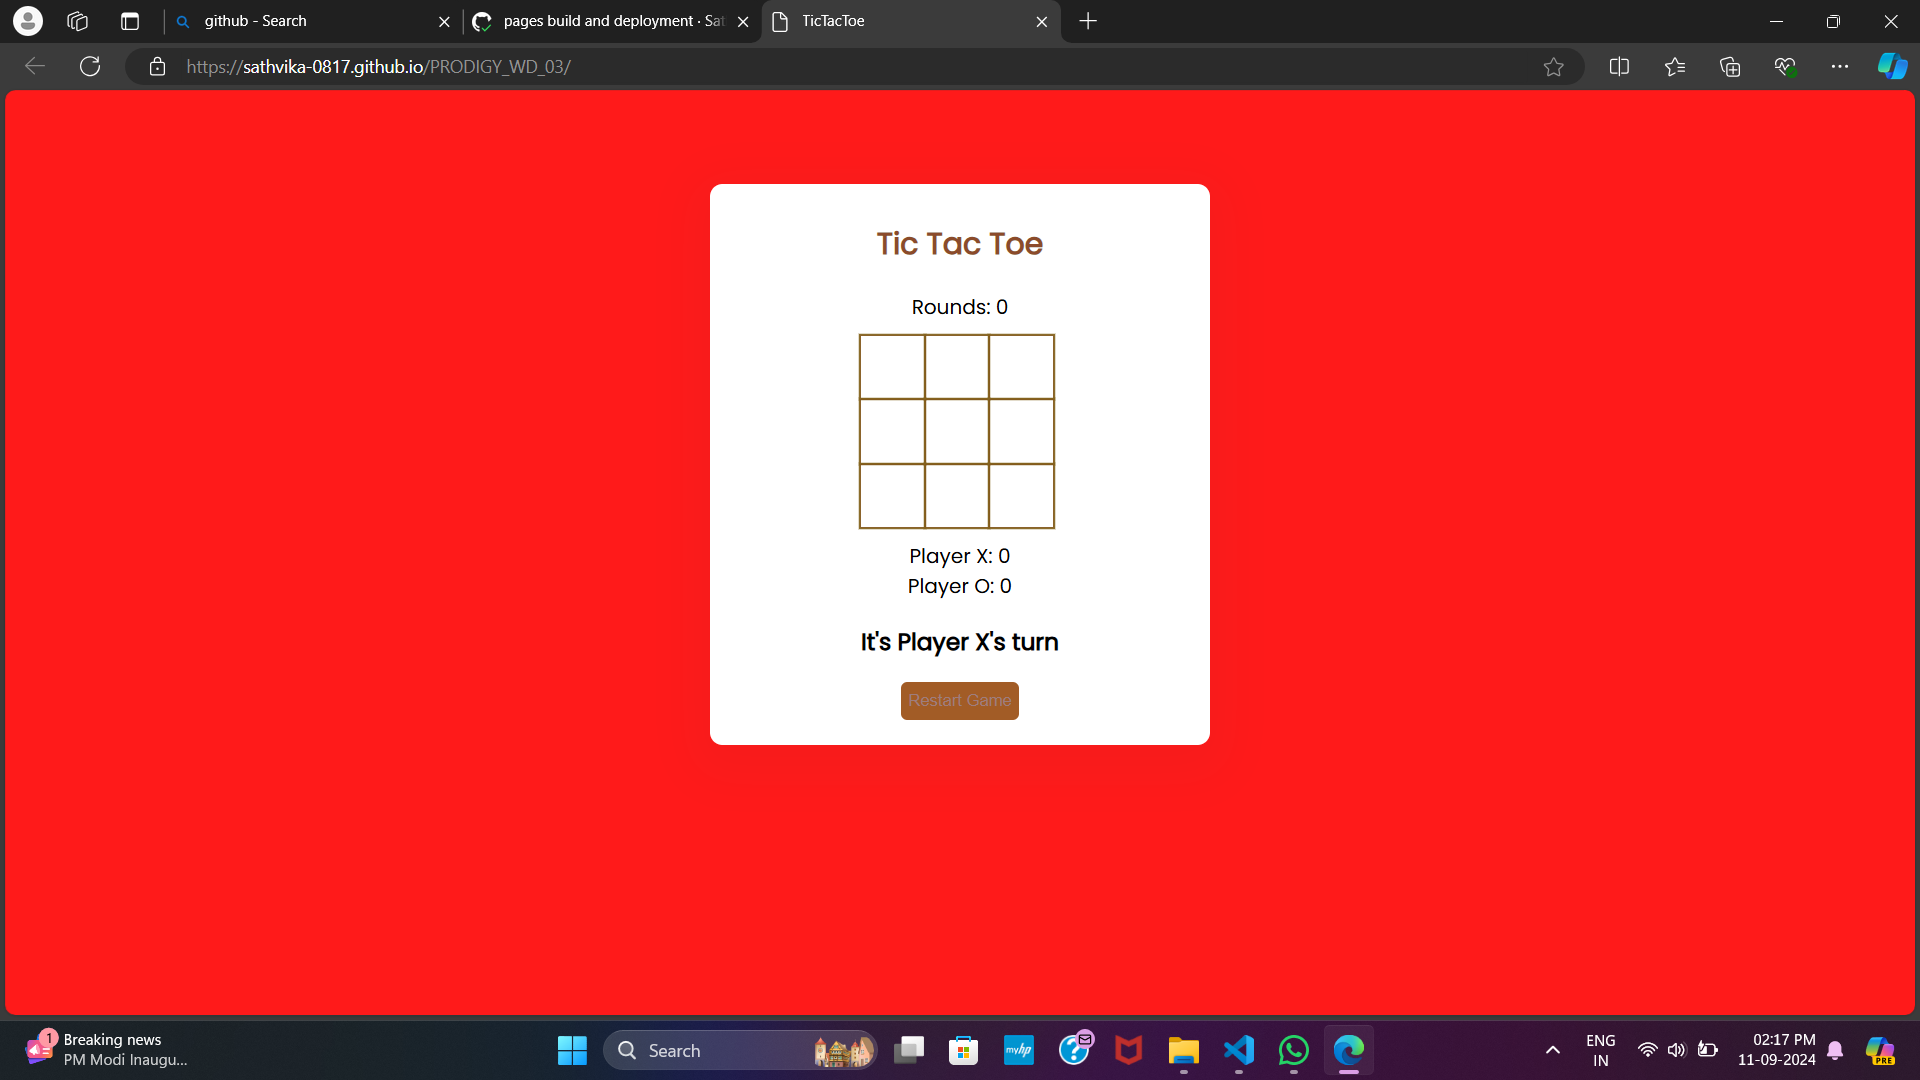 github - Search
pages build and deployment · Sat
TicTacToe
https://sathvika-0817.github.io/PRODIGY_WD_03/
Tic Tac Toe
Rounds: 0
Player X: 0
Player O: 0
It's Player X's turn
Restart Game
1
Breaking news
PM Modi Inaugu...
Search
myhp
ENG
IN
02:17 PM
11-09-2024
PRE